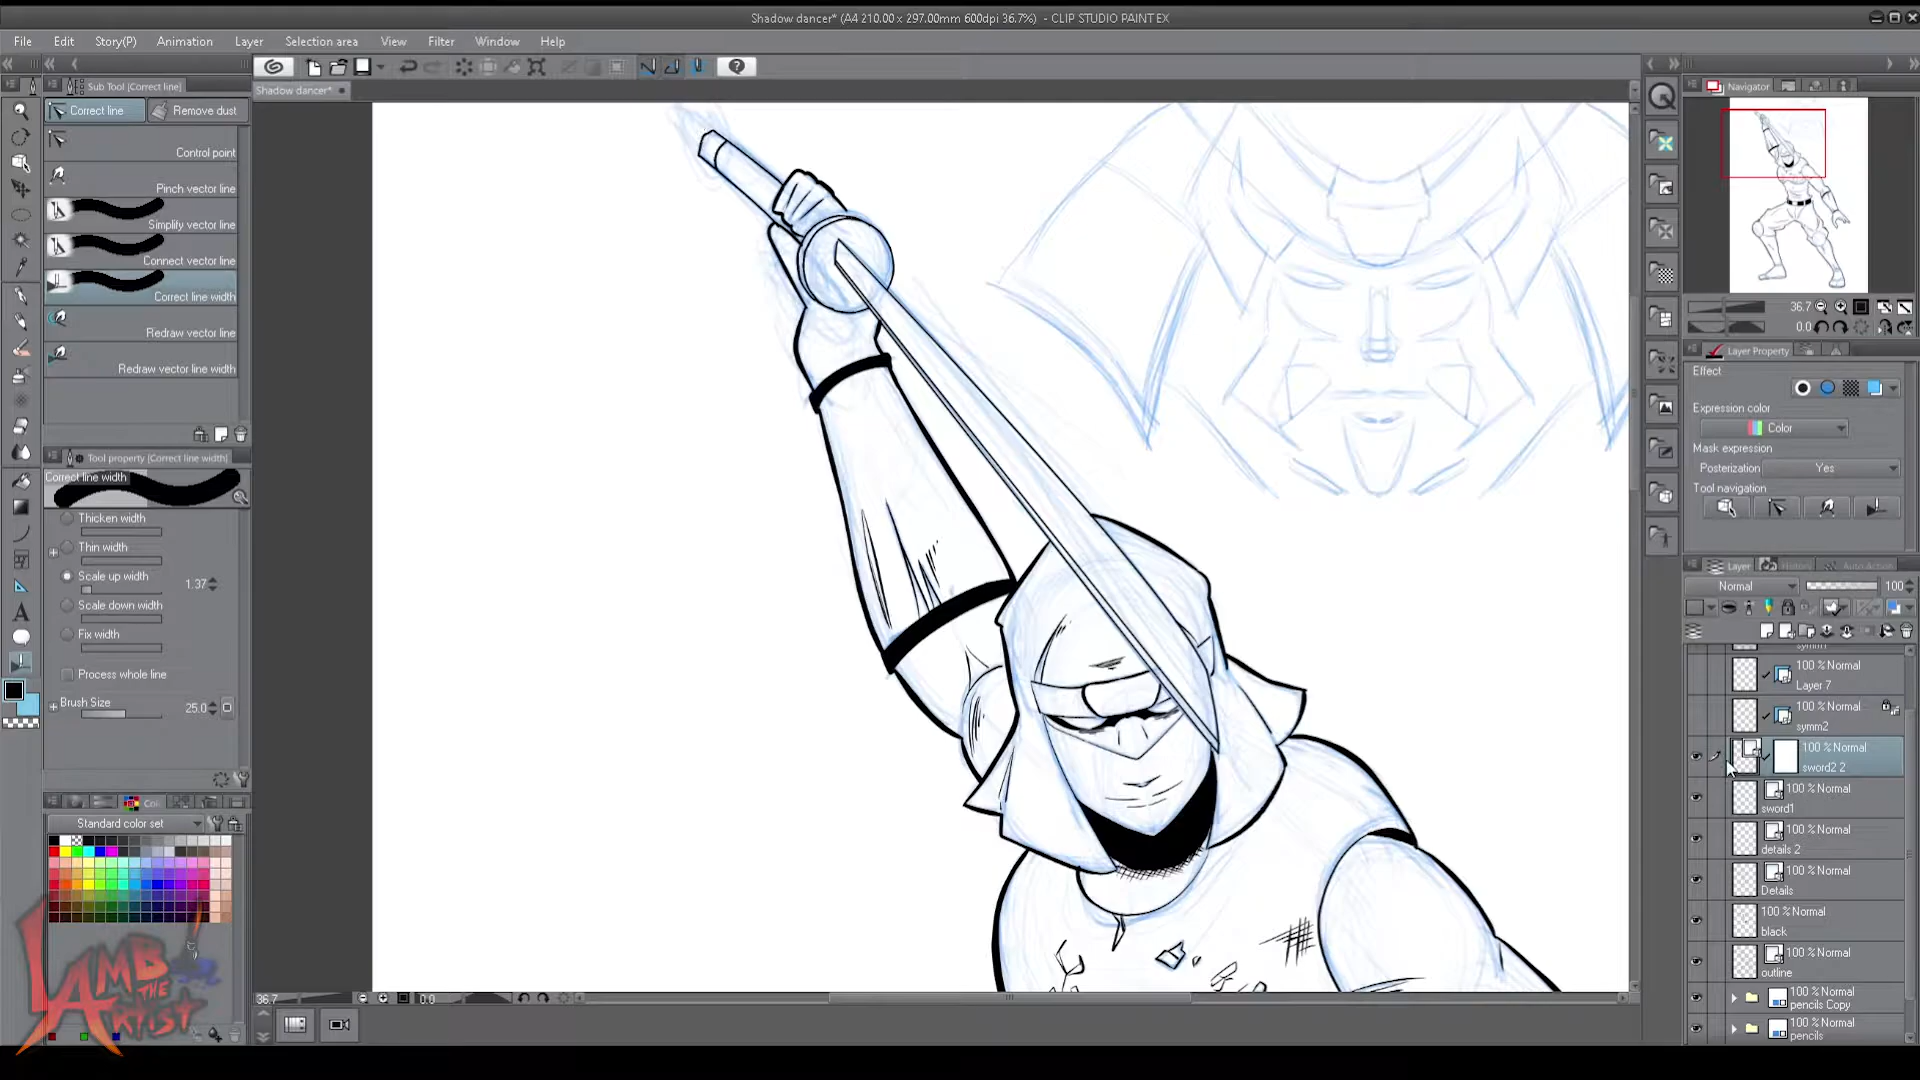 Shadow dancer* (A4 210.00 x 297.00mm 600dpi 36.7%) - CLIP STUDIO PAINT EX
File Edit Story(P) Animation Layer Selection area View Filter Window Help
Sub Tool [Correct line]
Shadow dancer*
Navigator
Correct line
Remove dust
Control point
Pinch vector line
Simplify vector line
Connect vector line
Correct line width
Redraw vector line
Redraw vector line width
36.7
0.0
Layer Property
Effect
Expression color
Color
Mask expression
Posterization Yes
Tool navigation
Tool property [Correct line width]
Correct line width
Thicken width
Thin width
Scale up width 1.37
Scale down width
Fix width
Process whole line
Brush Size 25.0
Layer History Auto Action
Normal 100
symm
100 % Normal
Layer 7
100 % Normal
symm2
100 % Normal
sword2 2
100 % Normal
sword1
100 % Normal
details 2
100 % Normal
Details
100 % Normal
black
100 % Normal
outline
100 % Normal
pencils Copy
100 % Normal
pencils
Standard color set
LAMB
THE
ARTIST
36.7 0.0